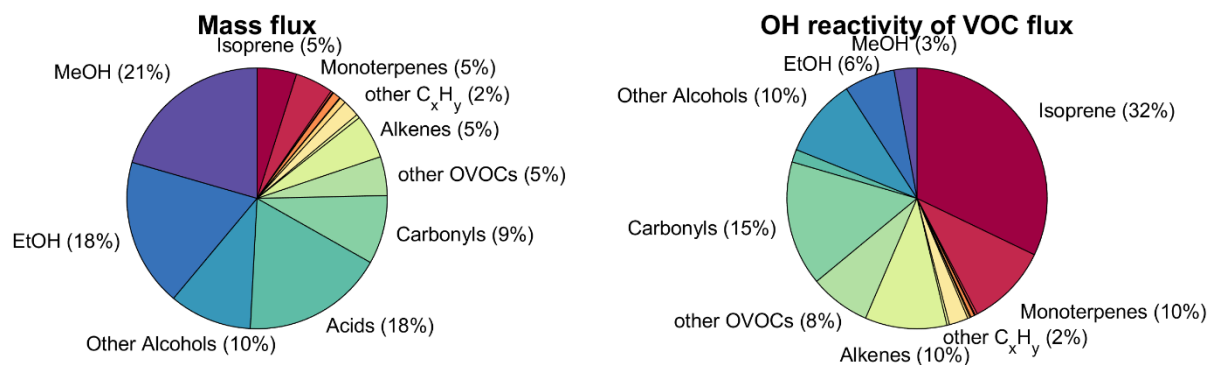 Mass flux
Isoprene (5%)
Monoterpenes (5%)
other CxHy (2%)
Alkenes (5%)
other OVOCs (5%)
Carbonyls (9%)
Acids (18%)
Other Alcohols (10%)
EtOH (18%)
MeOH (21%)
OH reactivity of VOC flux
MeOH (3%)
EtOH (6%)
Other Alcohols (10%)
Isoprene (32%)
Carbonyls (15%)
other OVOCs (8%)
Alkenes (10%)
other CxHy (2%)
Monoterpenes (10%)